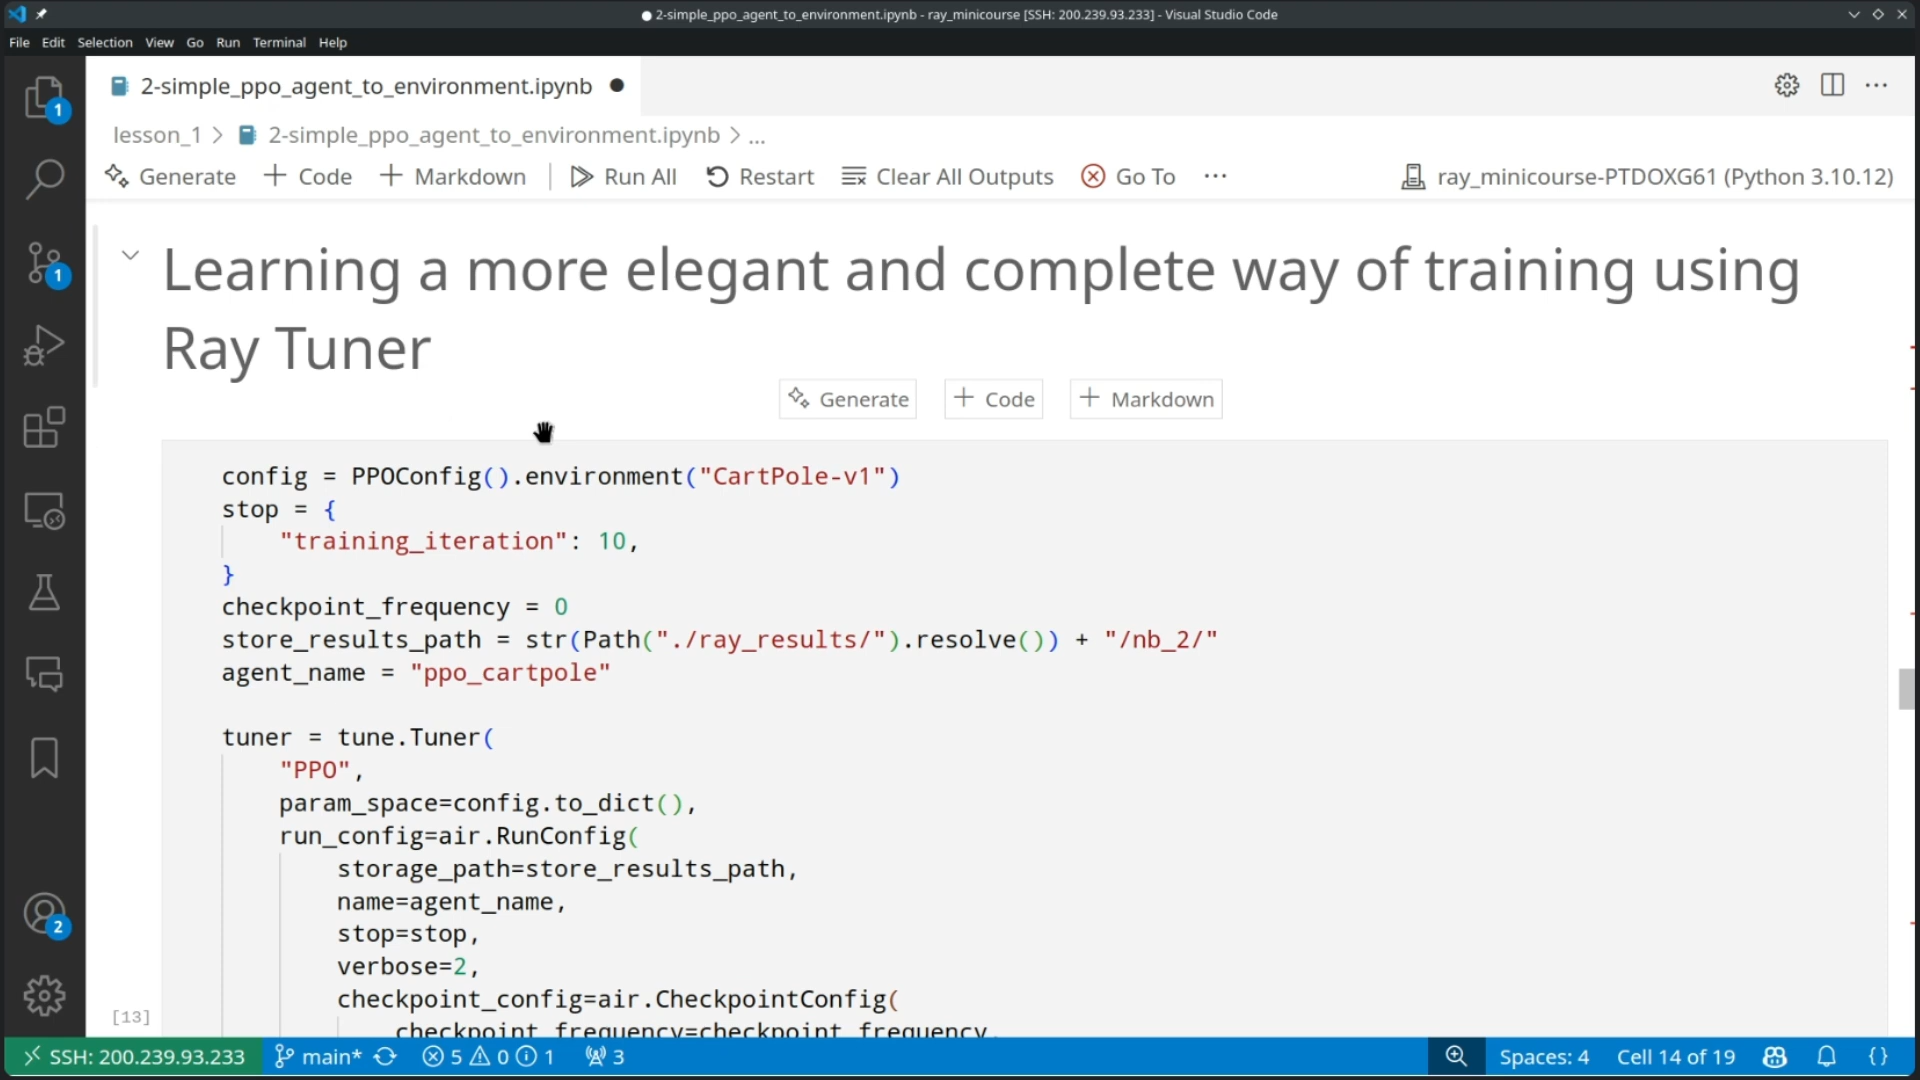 2-simple_ppo_agent_to_environment.ipynb - ray_minicourse [SSH: 200.239.93.233] - Visual Studio Code
File Edit Selection View Go Run Terminal Help
2-simple_ppo_agent_to_environment.ipynb
1
lesson_1 > 2-simple_ppo_agent_to_environment.ipynb > ...
Generate + Code + Markdown Run All Restart Clear All Outputs Go To ... ray_minicourse-PTDOXG61 (Python 3.10.12)
1
Learning a more elegant and complete way of training using
Ray Tuner
Generate + Code + Markdown
config = PPOConfig().environment("CartPole-v1")
stop = {
    "training_iteration": 10,
}
checkpoint_frequency = 0
store_results_path = str(Path("./ray_results/").resolve()) + "/nb_2/"
agent_name = "ppo_cartpole"
tuner = tune.Tuner(
    "PPO",
    param_space=config.to_dict(),
    run_config=air.RunConfig(
        storage_path=store_results_path,
        name=agent_name,
        stop=stop,
2
        verbose=2,
        checkpoint_config=air.CheckpointConfig(
[13]
            checkpoint_frequency=checkpoint_frequency,
SSH: 200.239.93.233 main* 5 0 1 3 Spaces: 4 Cell 14 of 19 {}